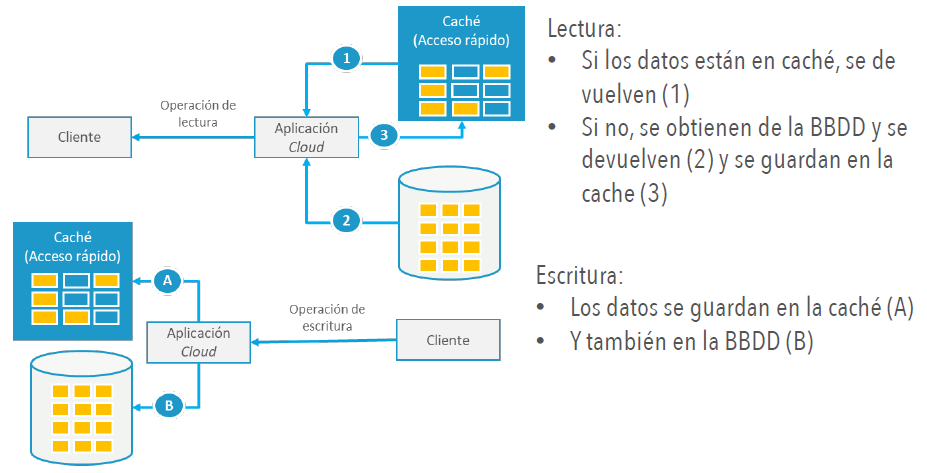 Caché
(Acceso rápido)
1
Operación de
lectura
Cliente
Aplicación
Cloud
3
2
Lectura:
• Si los datos están en caché, se de
vuelven (1)
• Si no, se obtienen de la BBDD y se
devuelven (2) y se guardan en la
cache (3)
Caché
(Acceso rápido)
A
Aplicación
Cloud
Operación de
escritura
Cliente
B
Escritura:
• Los datos se guardan en la caché (A)
• Y también en la BBDD (B)